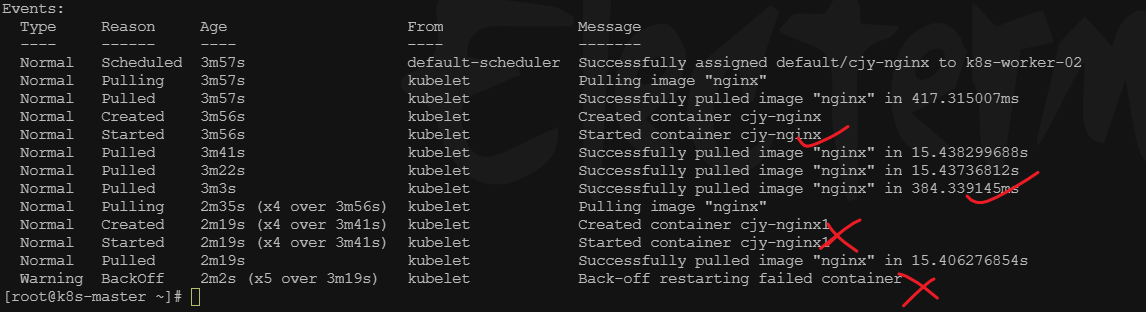 Events:
Type Reason Age From Message
---- ------ ---- ---- -------
Normal Scheduled 3m57s default-scheduler Successfully assigned default/cjy-nginx to k8s-worker-02
Normal Pulling 3m57s kubelet Pulling image "nginx"
Normal Pulled 3m57s kubelet Successfully pulled image "nginx" in 417.315007ms
Normal Created 3m56s kubelet Created container cjy-nginx
Normal Started 3m56s kubelet Started container cjy-nginx
Normal Pulled 3m41s kubelet Successfully pulled image "nginx" in 15.438299688s
Normal Pulled 3m22s kubelet Successfully pulled image "nginx" in 15.43736812s
Normal Pulled 3m3s kubelet Successfully pulled image "nginx" in 384.339145ms
Normal Pulling 2m35s (x4 over 3m56s) kubelet Pulling image "nginx"
Normal Created 2m19s (x4 over 3m41s) kubelet Created container cjy-nginx1
Normal Started 2m19s (x4 over 3m41s) kubelet Started container cjy-nginx1
Normal Pulled 2m19s kubelet Successfully pulled image "nginx" in 15.406276854s
Warning BackOff 2m2s (x5 over 3m19s) kubelet Back-off restarting failed container
[root@k8s-master ~]#